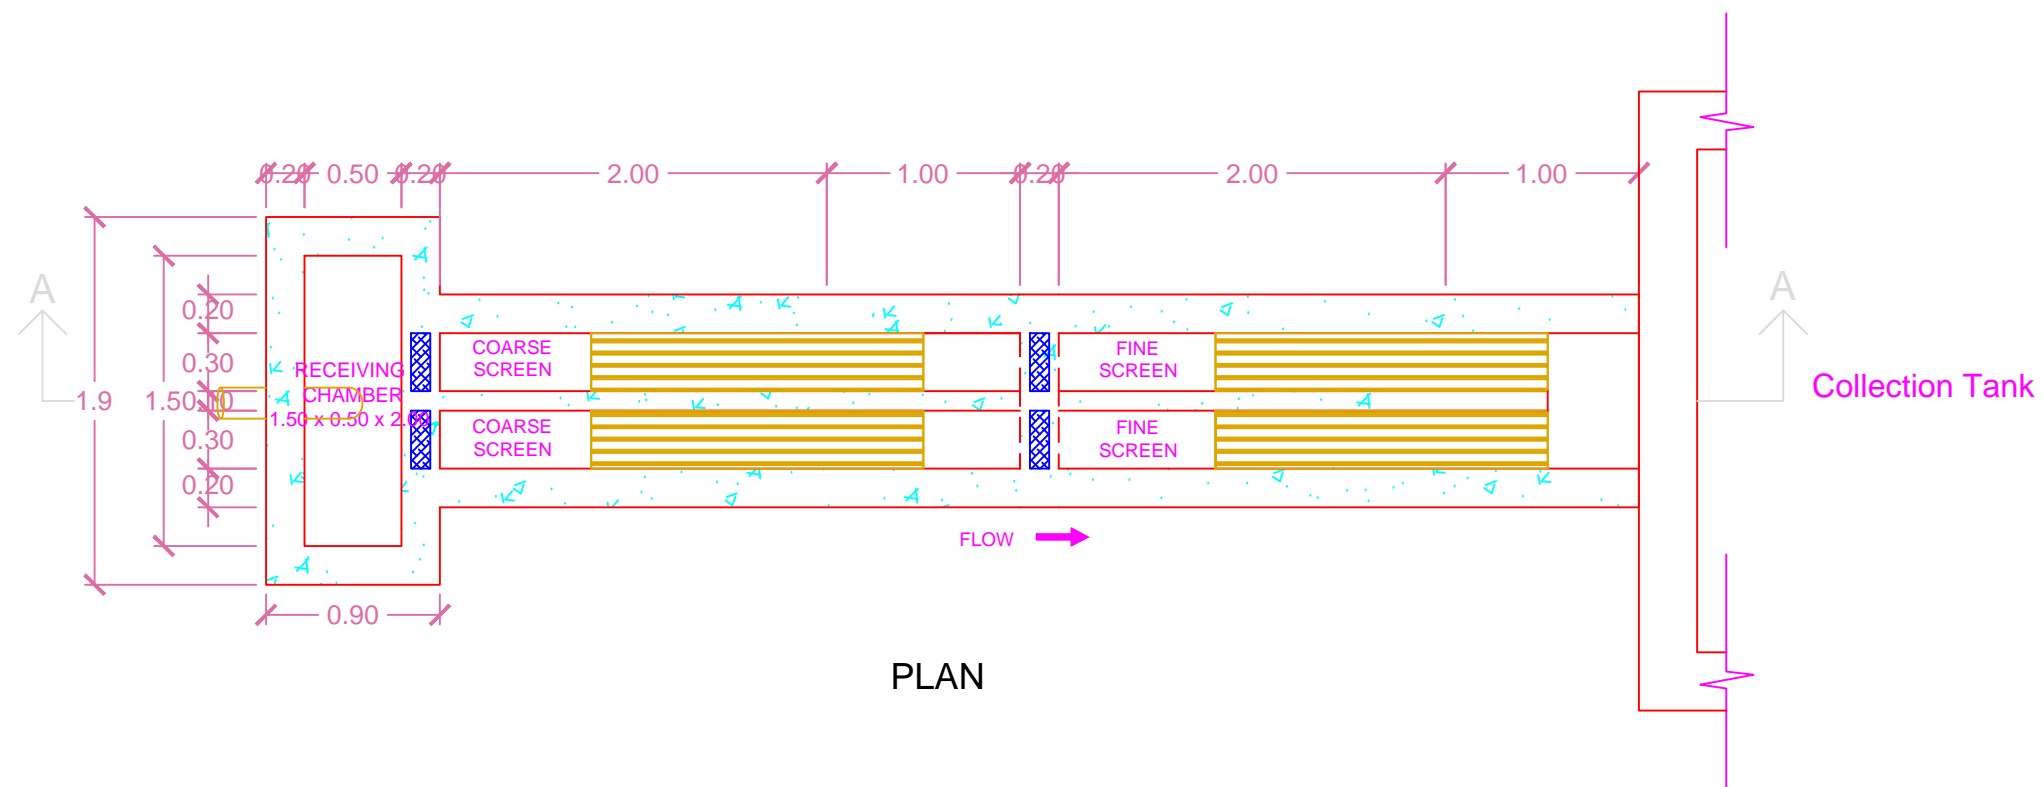 0.20 0.50 0.20 2.00 1.00 0.20 2.00 1.00
A
A
0.20
0.30
1.9 1.50
0.30
0.20
RECEIVING
CHAMBER
1.50 x 0.50 x 2.00
COARSE
SCREEN
FINE
SCREEN
COARSE
SCREEN
FINE
SCREEN
Collection Tank
FLOW
0.90
PLAN